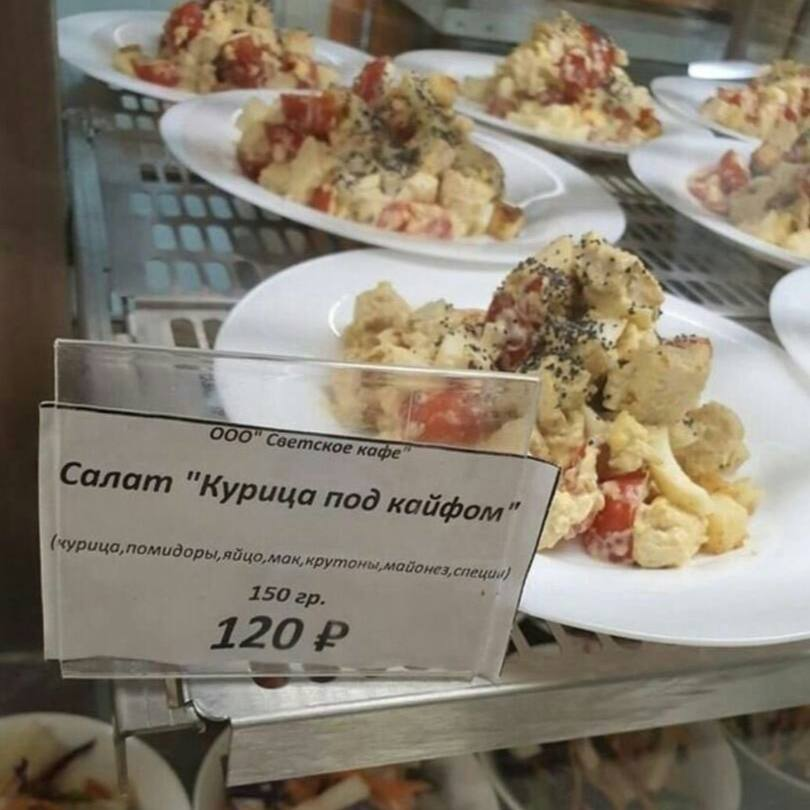 ООО" Светское кафе"
Салат "Курица под кайфом"
(курица,помидоры,яйцо,мак,крутоны,майонез,специи)
150 гр.
120 ₽